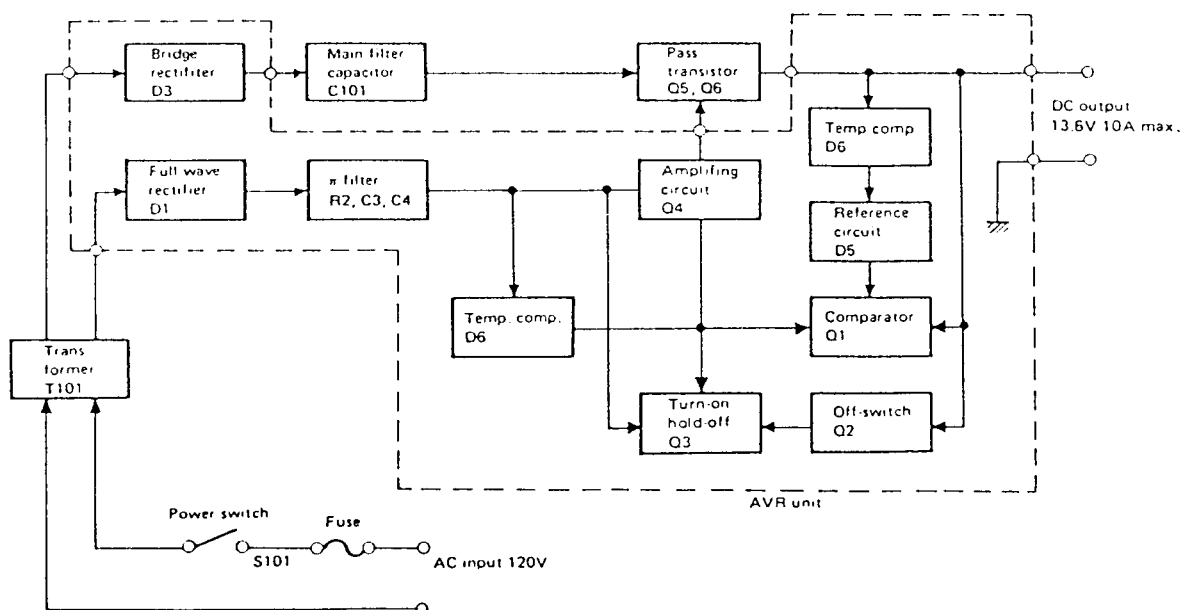 Bridge
rectifiter
D3
Main filter
capacitor
C101
Pass
transistor
Q5, Q6
DC output
13.6V 10A max.
Temp comp
D6
Full wave
rectifier
D1
π filter
R2, C3, C4
Amplifing
circuit
Q4
Reference
circuit
D5
Temp. comp.
D6
Comparator
Q1
Trans
former
T101
Turn-on
hold-off
Q3
Off-switch
Q2
AVR unit
Power switch
Fuse
S101
AC input 120V